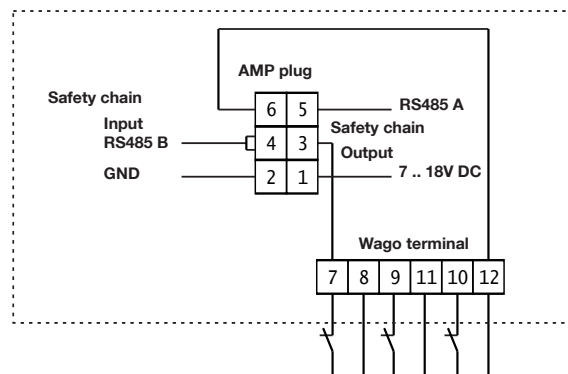 AMP plug
Safety chain
Input
6 5
RS485 A
RS485 B
4 3
Safety chain
Output
GND
2 1
7 .. 18V DC
Wago terminal
7 8 9 11 10 12